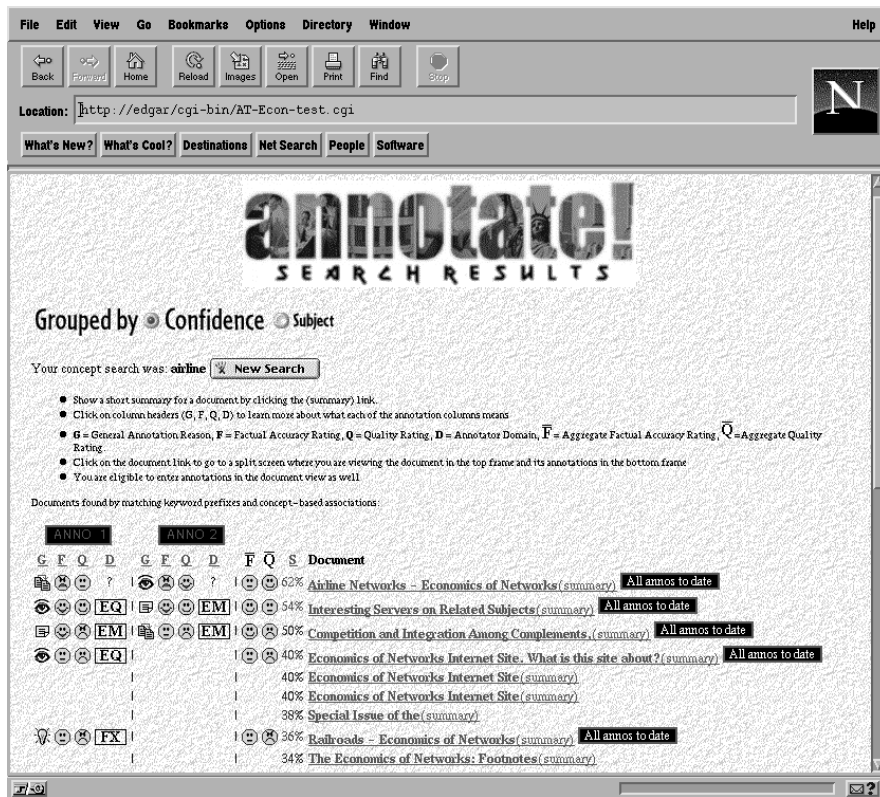 File Edit View Go Bookmarks Options Directory Window Help
Back Forward Home Reload Images Open Print Find Stop
Location: http://edgar/cgi-bin/AT-Econ-test.cgi
N
What's New? What's Cool? Destinations Net Search People Software
annotate!
SEARCH RESULTS
Grouped by Confidence Subject
Your concept search was: airline New Search
Show a short summary for a document by clicking the (summary) link.
Click on column headers (G, F, Q, D) to learn more about what each of the annotation columns means
G = General Annotation Reason, F = Factual Accuracy Rating, Q = Quality Rating, D = Annotator Domain, F̅ = Aggregate Factual Accuracy Rating, Q̅ =Aggregate Quality
Rating
Click on the document link to go to a split screen where you are viewing the document in the top frame and its annotations in the bottom frame
You are eligible to enter annotations in the document view as well
Documents found by matching keyword prefixes and concept-based associations:
ANNO 1 ANNO 2
G F Q D G F Q D F̅ Q̅ S Document
? | ? | 62% Airline Networks - Economics of Networks(summary) All annos to date
EQ | EM | 54% Interesting Servers on Related Subjects(summary) All annos to date
EM | EM | 50% Competition and Integration Among Complements,(summary) All annos to date
EQ | | 40% Economics of Networks Internet Site. What is this site about?(summary) All annos to date
| | 40% Economics of Networks Internet Site(summary)
| | 40% Economics of Networks Internet Site(summary)
| | 38% Special Issue of the(summary)
FX | | 36% Railroads - Economics of Networks(summary) All annos to date
| | 34% The Economics of Networks: Footnotes(summary)
?